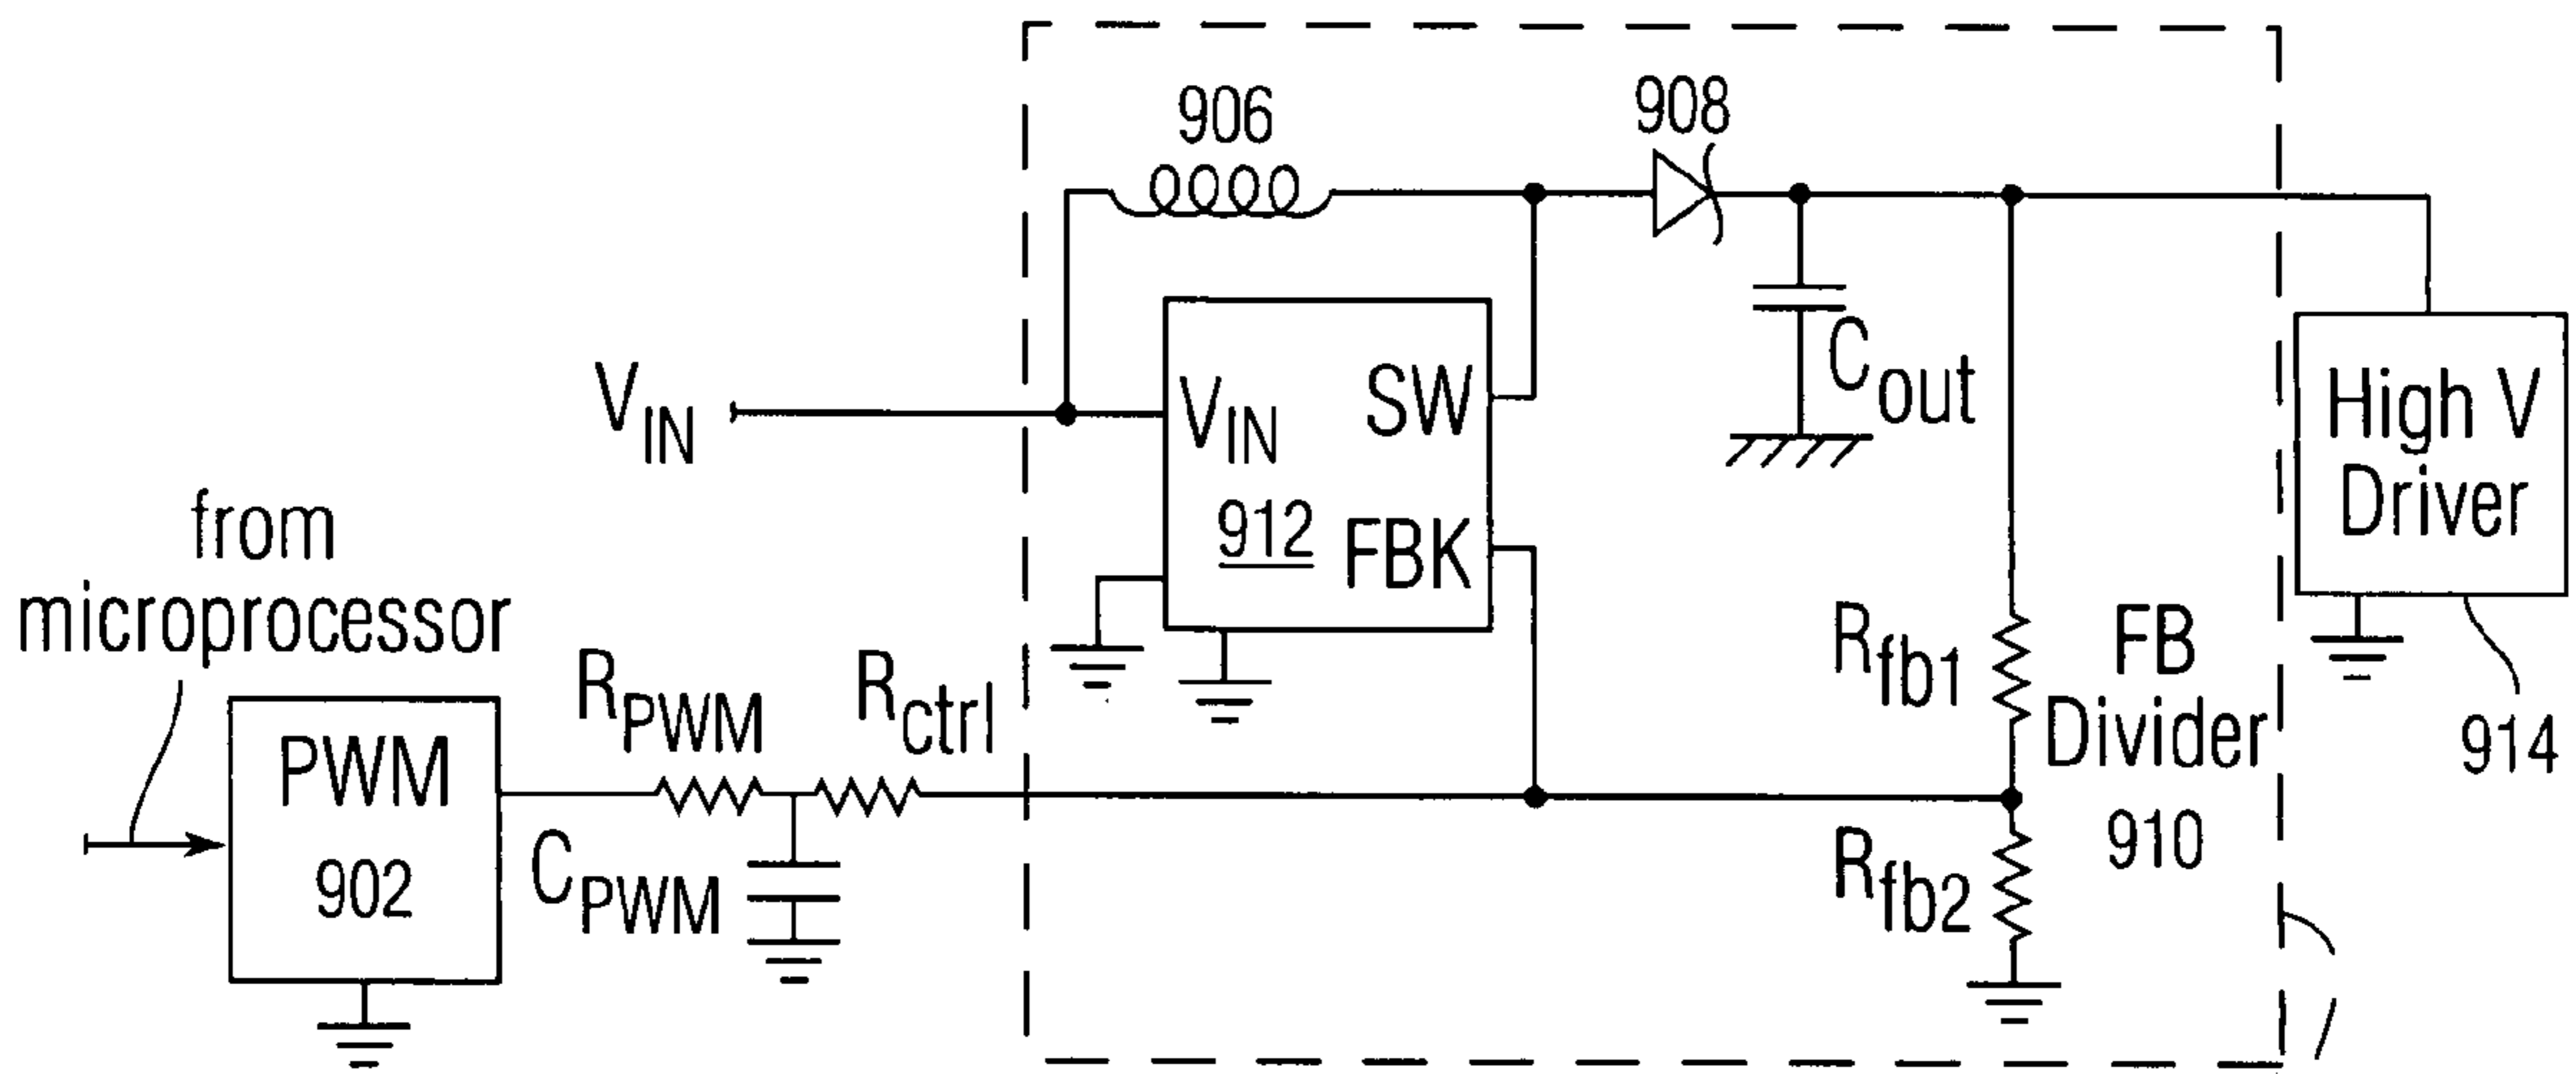 906
908
V_IN
V_IN
SW
912
FBK
C_out
High V
Driver
from
microprocessor
R_PWM
R_ctrl
R_fb1
FB
Divider
910
914
PWM
902
C_PWM
R_fb2